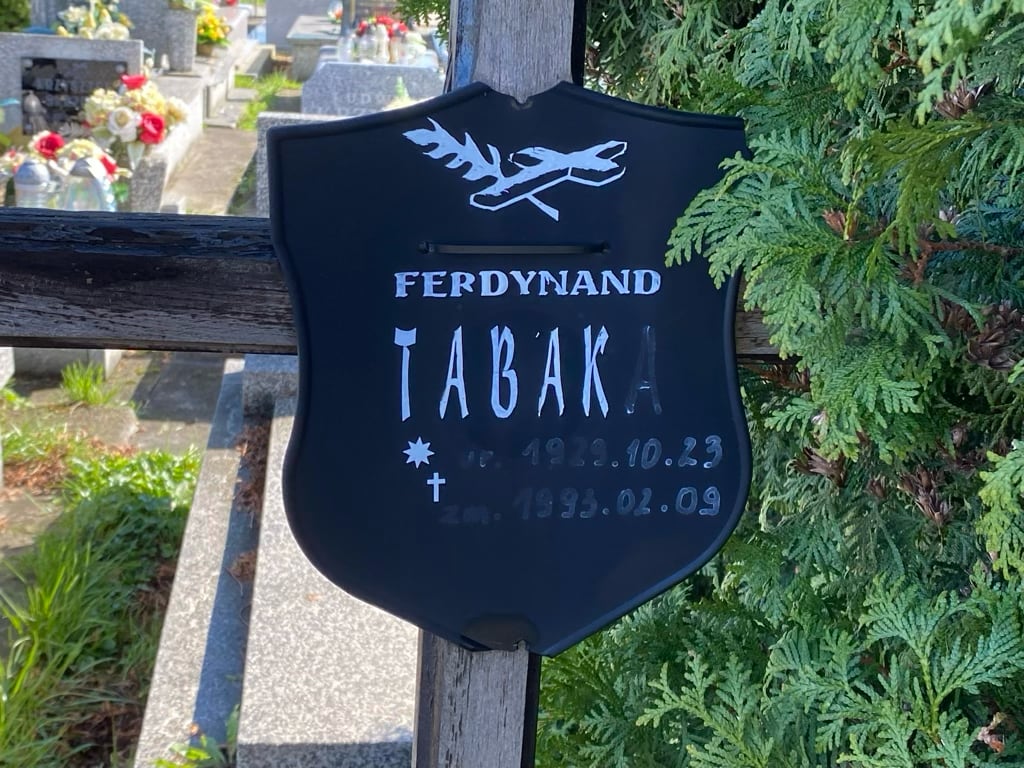 FERDYNAND
TABAKA
ur. 1929.10.23
zm. 1993.02.09